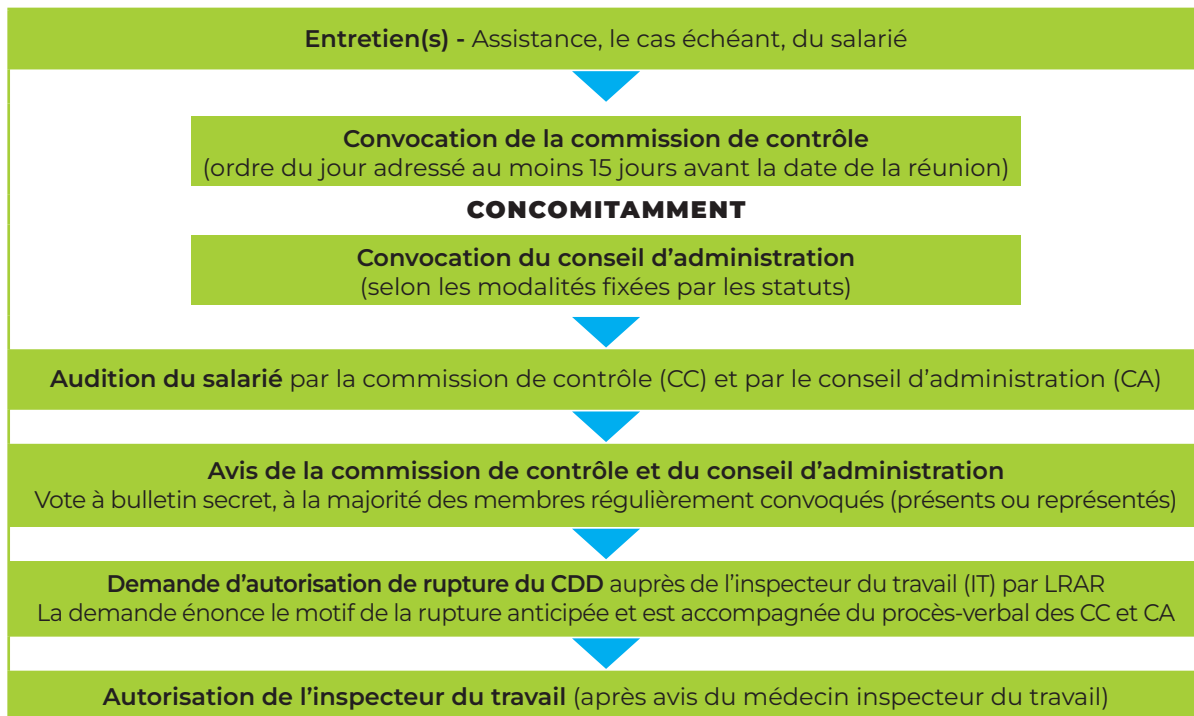 Entretien(s) - Assistance, le cas échéant, du salarié
Convocation de la commission de contrôle
(ordre du jour adressé au moins 15 jours avant la date de la réunion)
CONCOMITAMMENT
Convocation du conseil d’administration
(selon les modalités fixées par les statuts)
Audition du salarié par la commission de contrôle (CC) et par le conseil d’administration (CA)
Avis de la commission de contrôle et du conseil d’administration
Vote à bulletin secret, à la majorité des membres régulièrement convoqués (présents ou représentés)
Demande d’autorisation de rupture du CDD auprès de l’inspecteur du travail (IT) par LRAR
La demande énonce le motif de la rupture anticipée et est accompagnée du procès-verbal des CC et CA
Autorisation de l’inspecteur du travail (après avis du médecin inspecteur du travail)